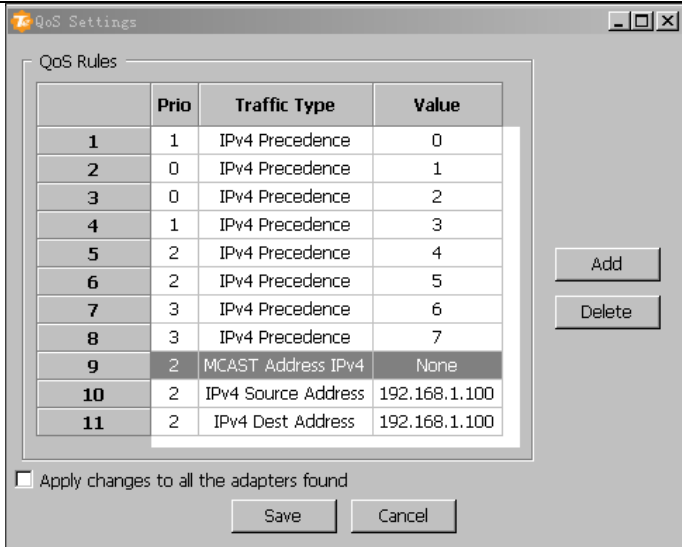 QoS Settings
QoS Rules
Prio Traffic Type Value
1 1 IPv4 Precedence 0
2 0 IPv4 Precedence 1
3 0 IPv4 Precedence 2
4 1 IPv4 Precedence 3
5 2 IPv4 Precedence 4
6 2 IPv4 Precedence 5
7 3 IPv4 Precedence 6
8 3 IPv4 Precedence 7
9 2 MCAST Address IPv4 None
10 2 IPv4 Source Address 192.168.1.100
11 2 IPv4 Dest Address 192.168.1.100
Add
Delete
Apply changes to all the adapters found
Save Cancel